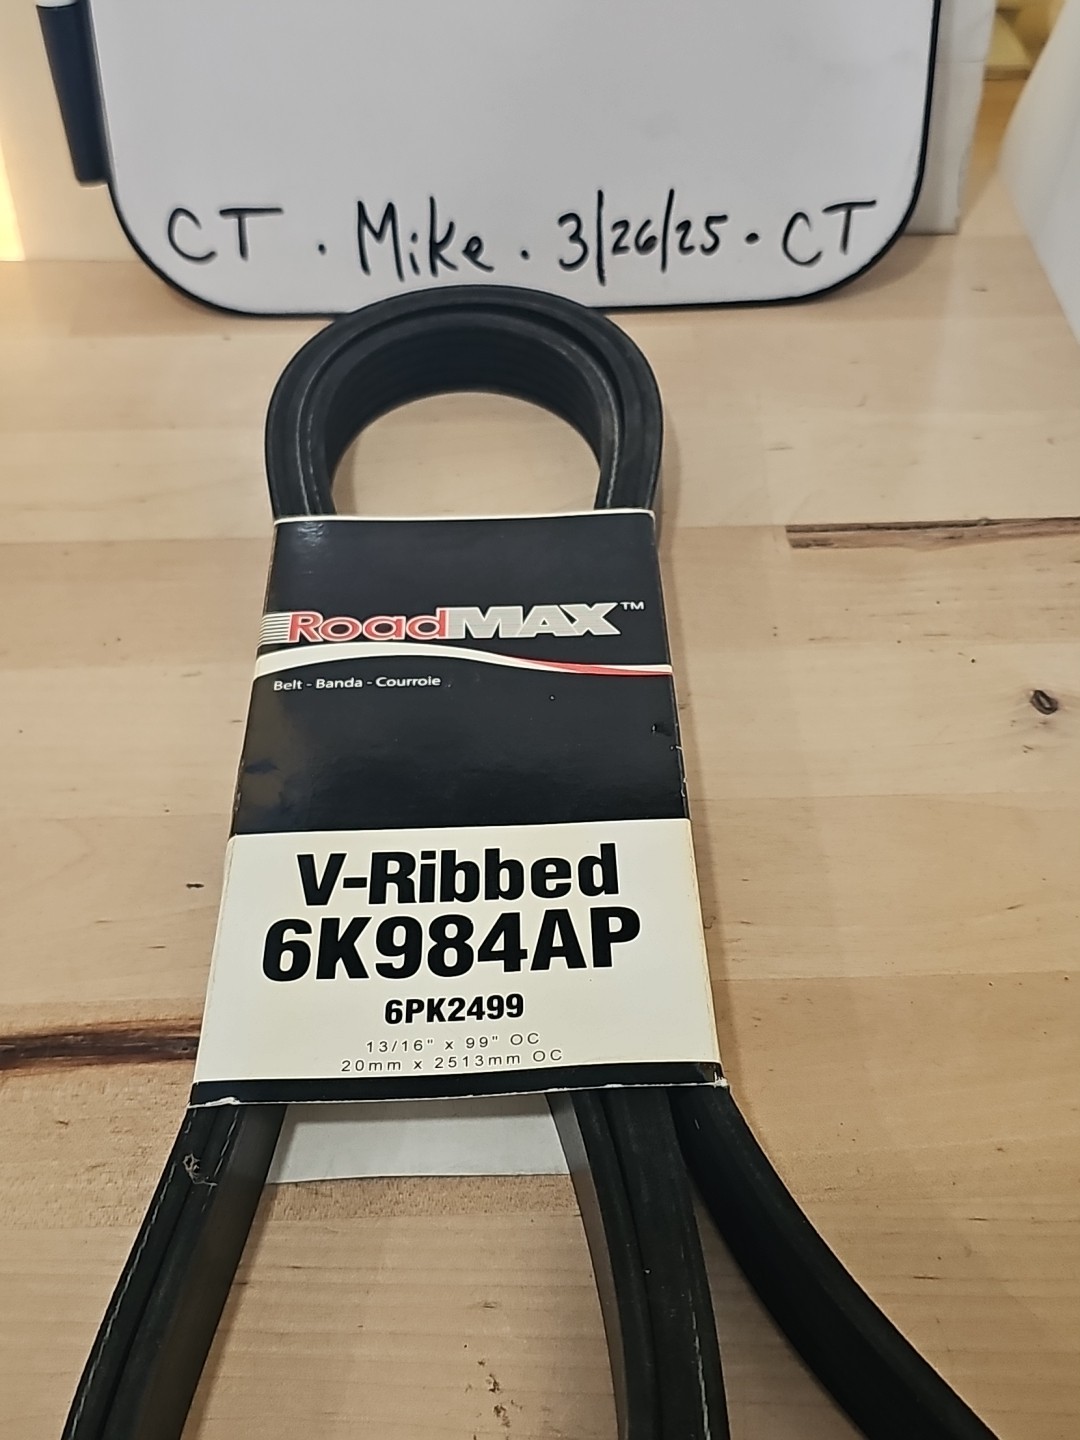 CT . Mike . 3/26/25 . CT
RoadMAX™
Belt - Banda - Courroie
V-Ribbed
6K984AP
6PK2499
13/16" x 99" OC
20mm x 2513mm OC